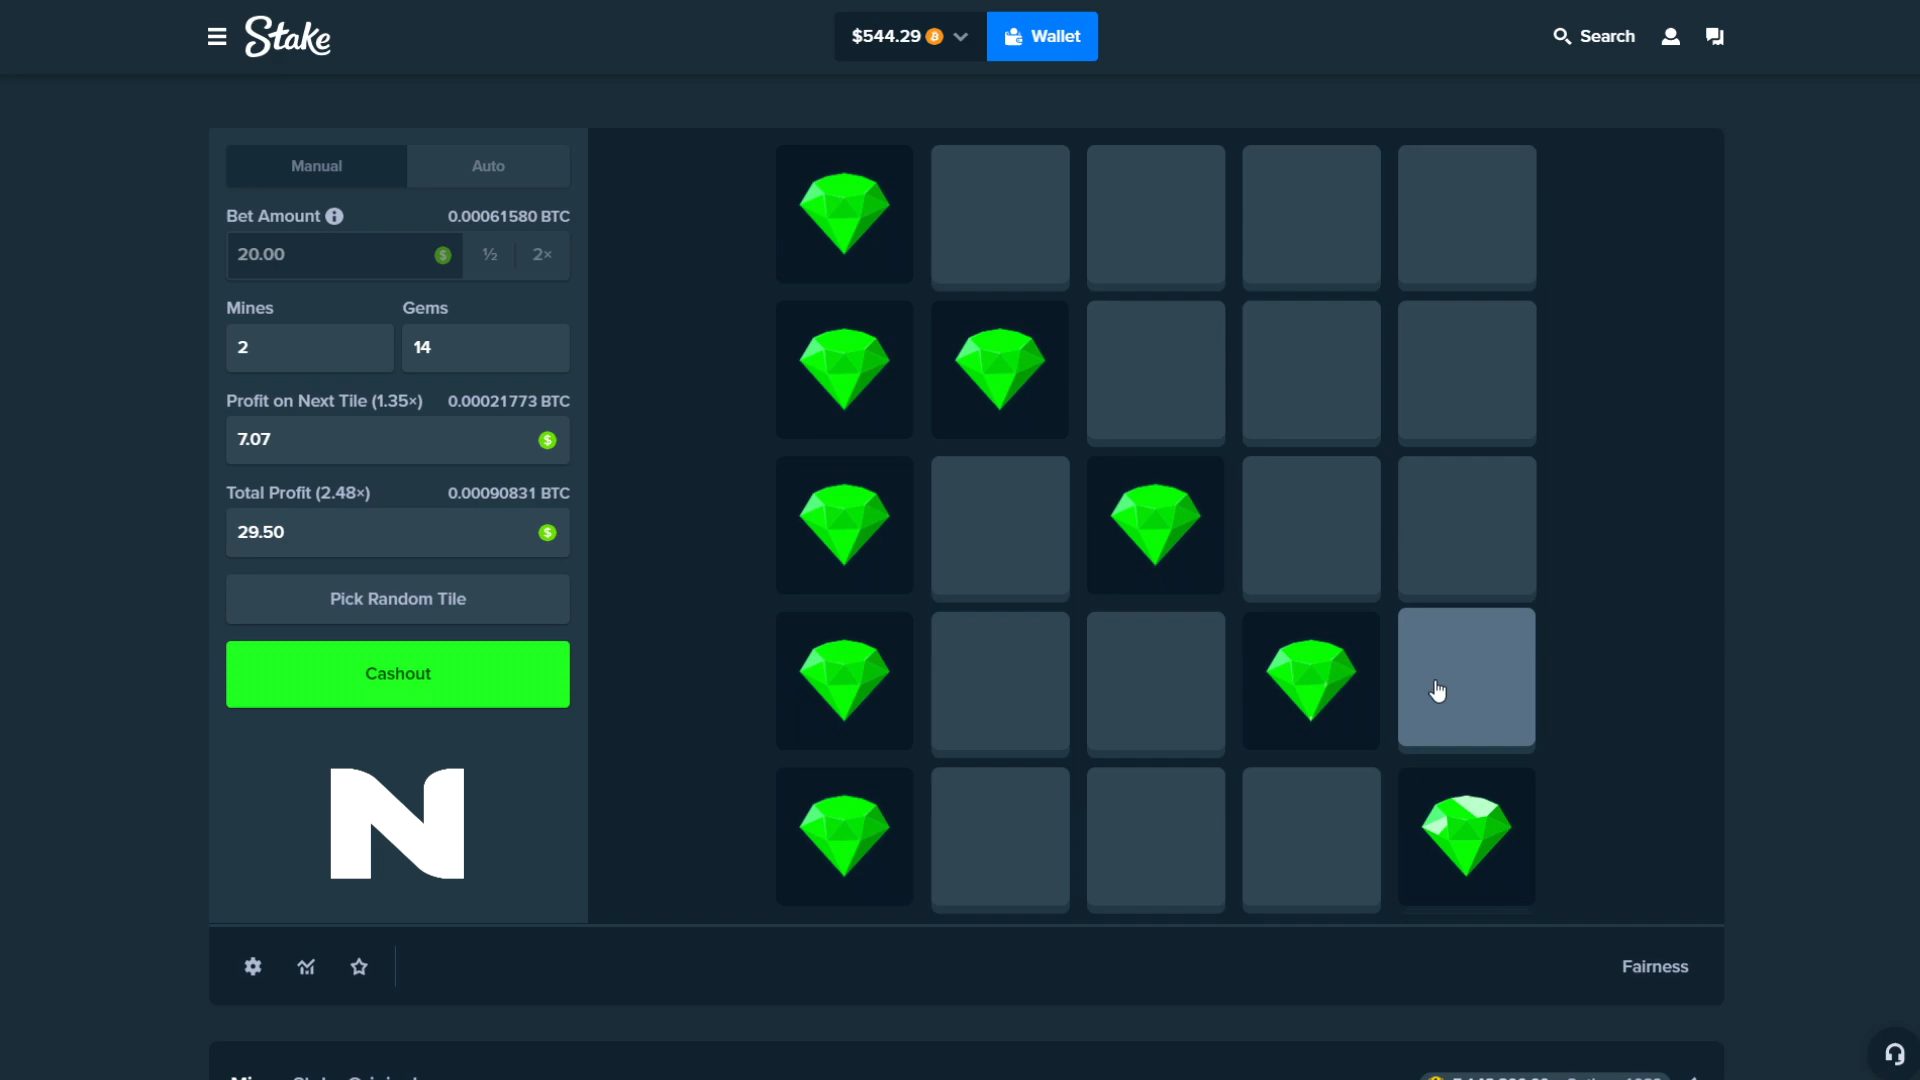 Stake
$544.29
Wallet
Search
Manual
Auto
Bet Amount
0.00061580 BTC
20.00
½
2×
Mines
Gems
2
14
Profit on Next Tile (1.35×)
0.00021773 BTC
7.07
Total Profit (2.48×)
0.00090831 BTC
29.50
Pick Random Tile
Cashout
N
Fairness